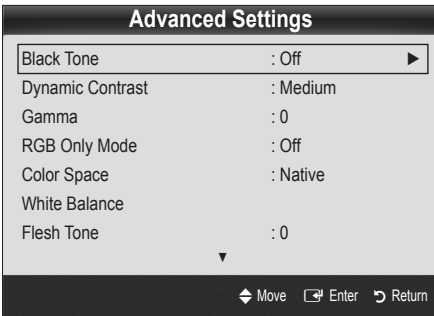 Advanced Settings
Black Tone : Off ►
Dynamic Contrast : Medium
Gamma : 0
RGB Only Mode : Off
Color Space : Native
White Balance
Flesh Tone : 0
▼
Move Enter Return